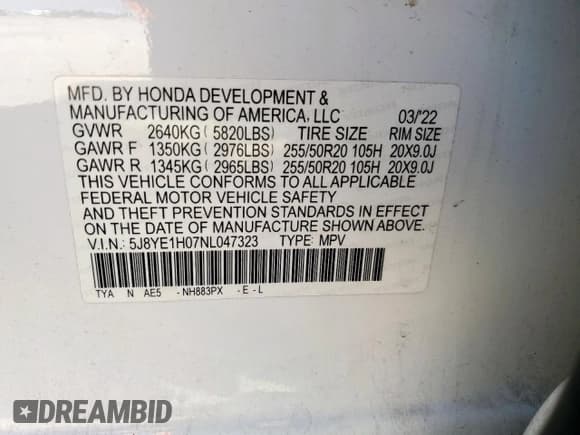 MFD. BY HONDA DEVELOPMENT &
MANUFACTURING OF AMERICA, LLC 03/'22
GVWR 2640KG ( 5820LBS) TIRE SIZE RIM SIZE
GAWR F 1350KG ( 2976LBS) 255/50R20 105H 20X9.0J
GAWR R 1345KG ( 2965LBS) 255/50R20 105H 20X9.0J
THIS VEHICLE CONFORMS TO ALL APPLICABLE
FEDERAL MOTOR VEHICLE SAFETY
AND THEFT PREVENTION STANDARDS IN EFFECT
ON THE DATE OF MANUFACTURE SHOWN ABOVE.
V.I.N.: 5J8YE1H07NL047323 TYPE: MPV
TYA N AE5 - NH883PX - E - L
DREAMBID